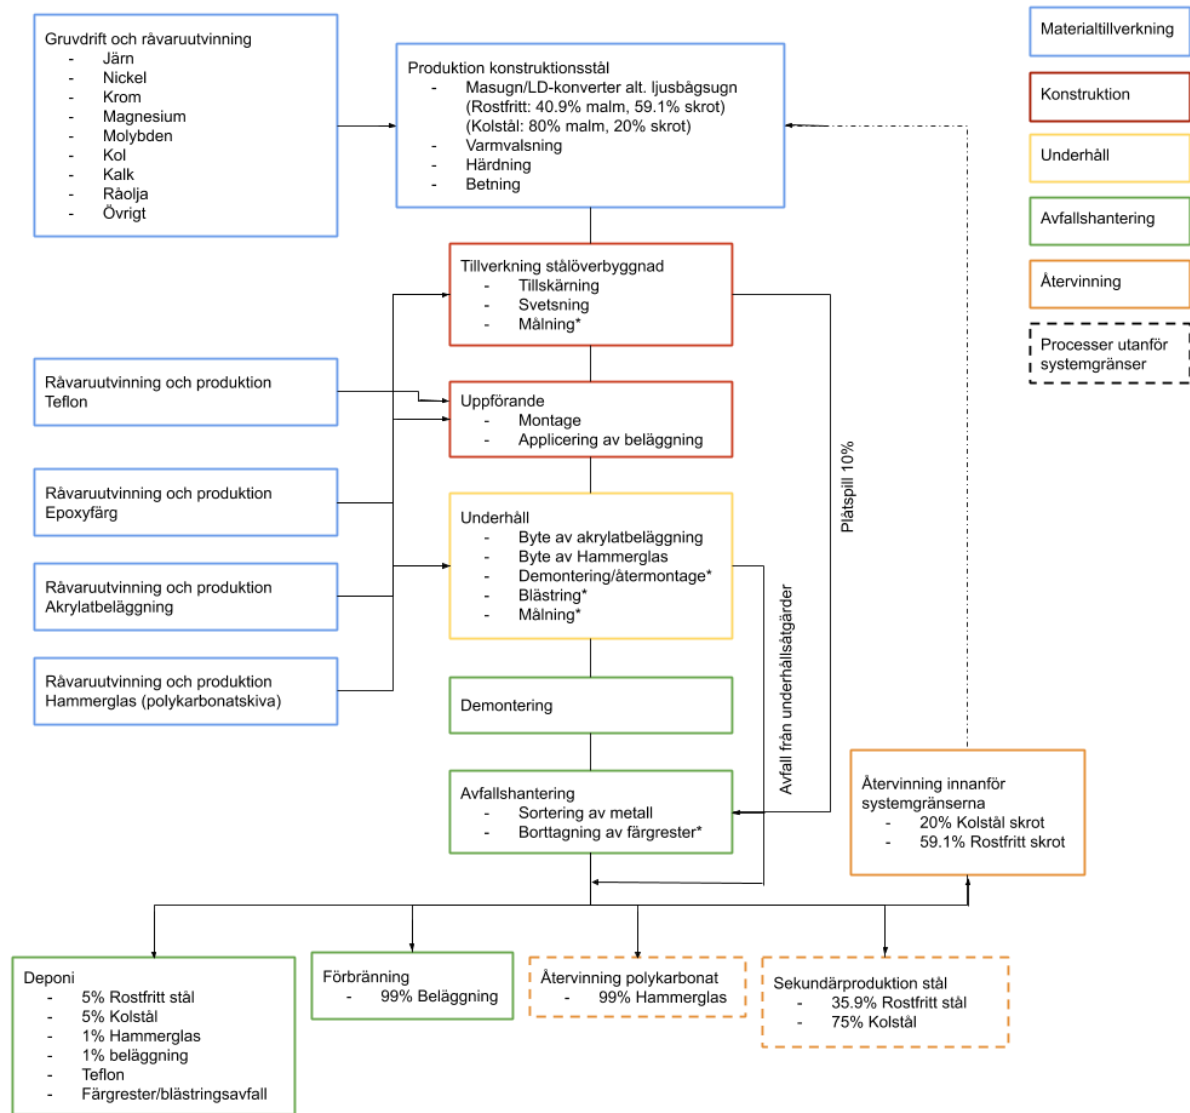 Gruvdrift och råvaruutvinning
- Järn
- Nickel
- Krom
- Magnesium
- Molybden
- Kol
- Kalk
- Råolja
- Övrigt
Produktion konstruktionsstål
- Masugn/LD-konverter alt. ljusbågsugn
(Rostfritt: 40.9% malm, 59.1% skrot)
(Kolstål: 80% malm, 20% skrot)
- Varmvalsning
- Härdning
- Betning
Materialtillverkning
Konstruktion
Underhåll
Avfallshantering
Återvinning
Processer utanför
systemgränser
Tillverkning stålöverbyggnad
- Tillskärning
- Svetsning
- Målning*
Råvaruutvinning och produktion
Teflon
Uppförande
- Montage
- Applicering av beläggning
Plåtspill 10%
Råvaruutvinning och produktion
Epoxyfärg
Råvaruutvinning och produktion
Akrylatbeläggning
Råvaruutvinning och produktion
Hammerglas (polykarbonatskiva)
Underhåll
- Byte av akrylatbeläggning
- Byte av Hammerglas
- Demontering/återmontage*
- Blästring*
- Målning*
Avfall från underhållsåtgärder
Demontering
Avfallshantering
- Sortering av metall
- Borttagning av färgrester*
Återvinning innanför
systemgränserna
- 20% Kolstål skrot
- 59.1% Rostfritt skrot
Deponi
- 5% Rostfritt stål
- 5% Kolstål
- 1% Hammerglas
- 1% beläggning
- Teflon
- Färgrester/blästringsavfall
Förbränning
- 99% Beläggning
Återvinning polykarbonat
- 99% Hammerglas
Sekundärproduktion stål
- 35.9% Rostfritt stål
- 75% Kolstål